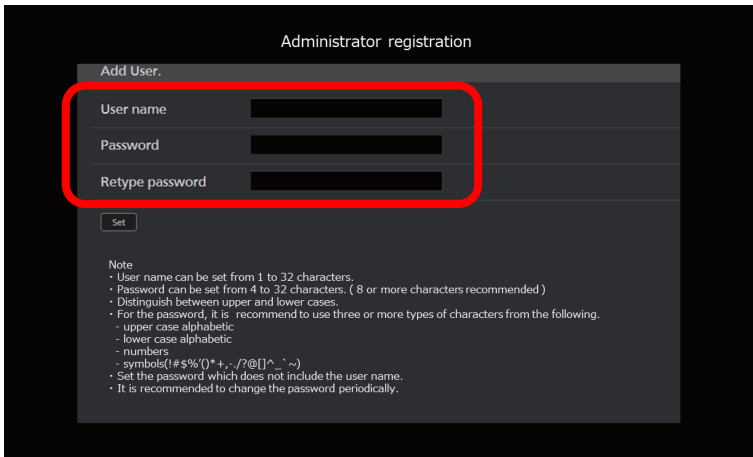 Administrator registration
Add User.
User name
Password
Retype password
Set
Note
・User name can be set from 1 to 32 characters.
・Password can be set from 4 to 32 characters. ( 8 or more characters recommended )
・Distinguish between upper and lower cases.
・For the password, it is  recommend to use three or more types of characters from the following.
- upper case alphabetic
- lower case alphabetic
- numbers
- symbols(!#$%'()*+,-./?@[]^_`~)
・Set the password which does not include the user name.
・It is recommended to change the password periodically.